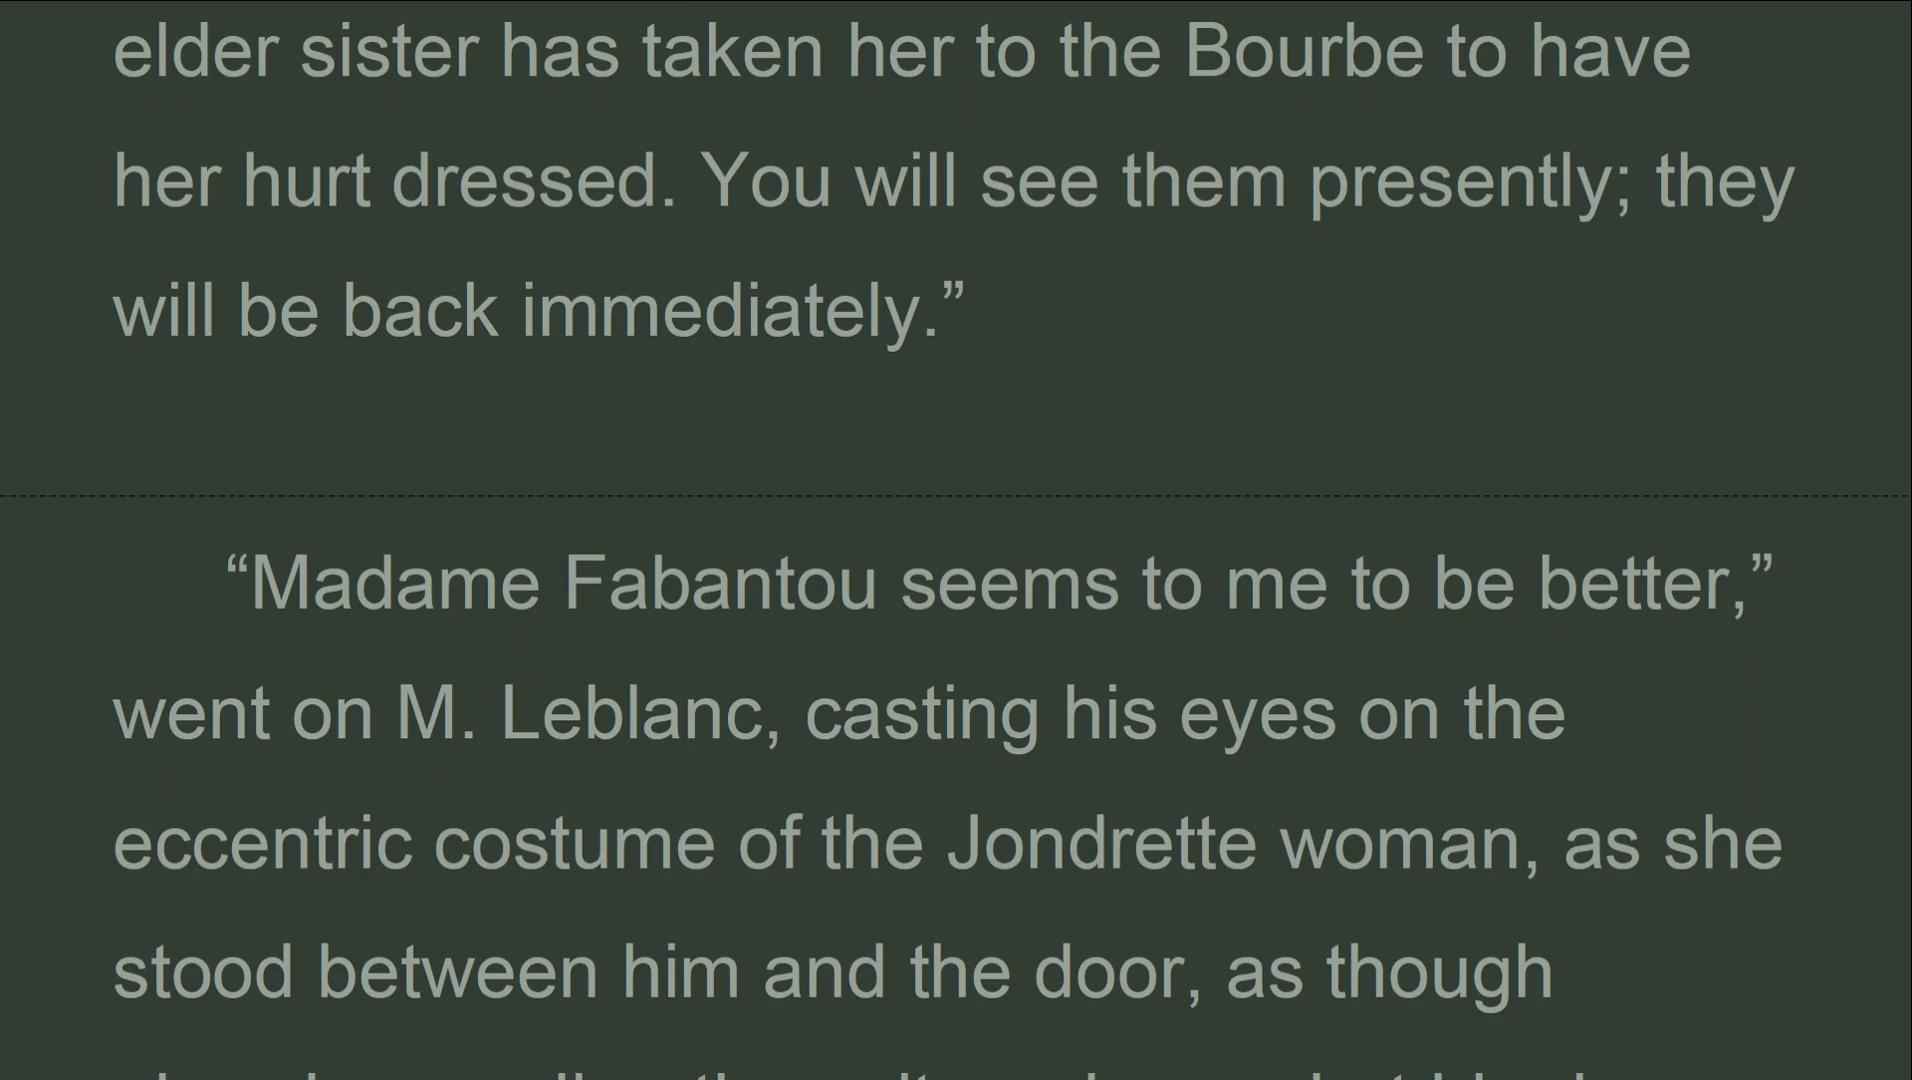 elder sister has taken her to the Bourbe to have
her hurt dressed. You will see them presently; they
will be back immediately.”
“Madame Fabantou seems to me to be better,”
went on M. Leblanc, casting his eyes on the
eccentric costume of the Jondrette woman, as she
stood between him and the door, as though